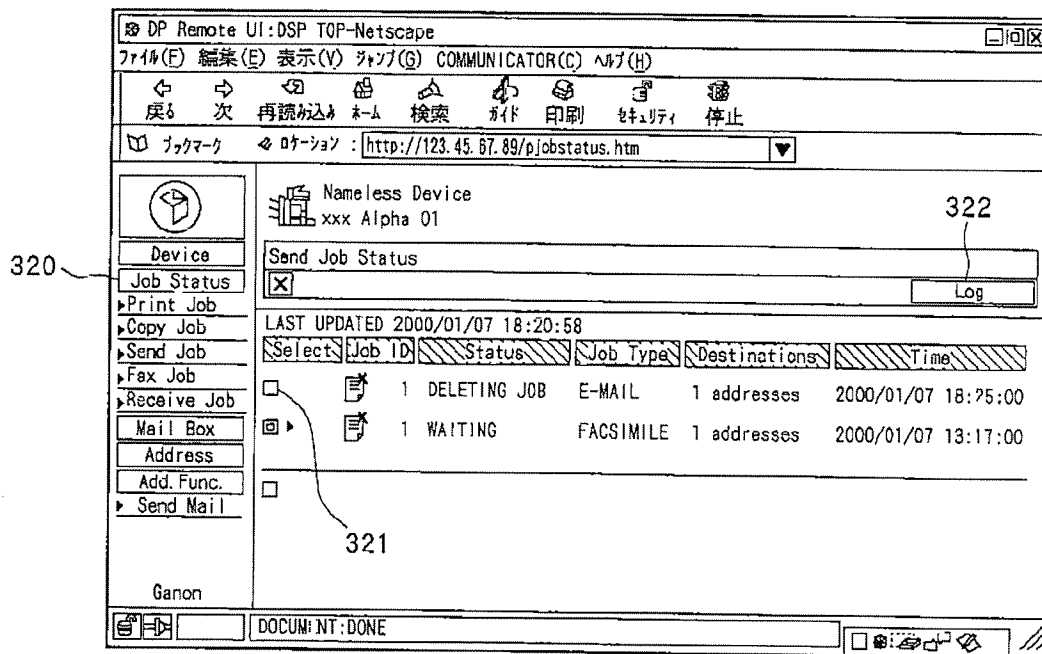 DP Remote UI:DSP TOP-Netscape
ファイル(F) 編集(E) 表示(V) ジャンプ(G) COMMUNICATOR(C) ヘルプ(H)
戻る 次 再読み込み ホーム 検索 ガイド 印刷 セキュリティ 停止
ブックマーク ロケーション : http://123.45.67.89/pjobstatus.htm
Nameless Device
xxx Alpha 01
322
320
Device
Send Job Status
Job Status
Log
Print Job
Copy Job
Send Job
Fax Job
Receive Job
Mail Box
Address
Add. Func.
Send Mail
Ganon
LAST UPDATED 2000/01/07 18:20:58
Select Job ID Status Job Type Destinations Time
1 DELETING JOB E-MAIL 1 addresses 2000/01/07 18:25:00
1 WAITING FACSIMILE 1 addresses 2000/01/07 13:17:00
321
DOCUMENT:DONE